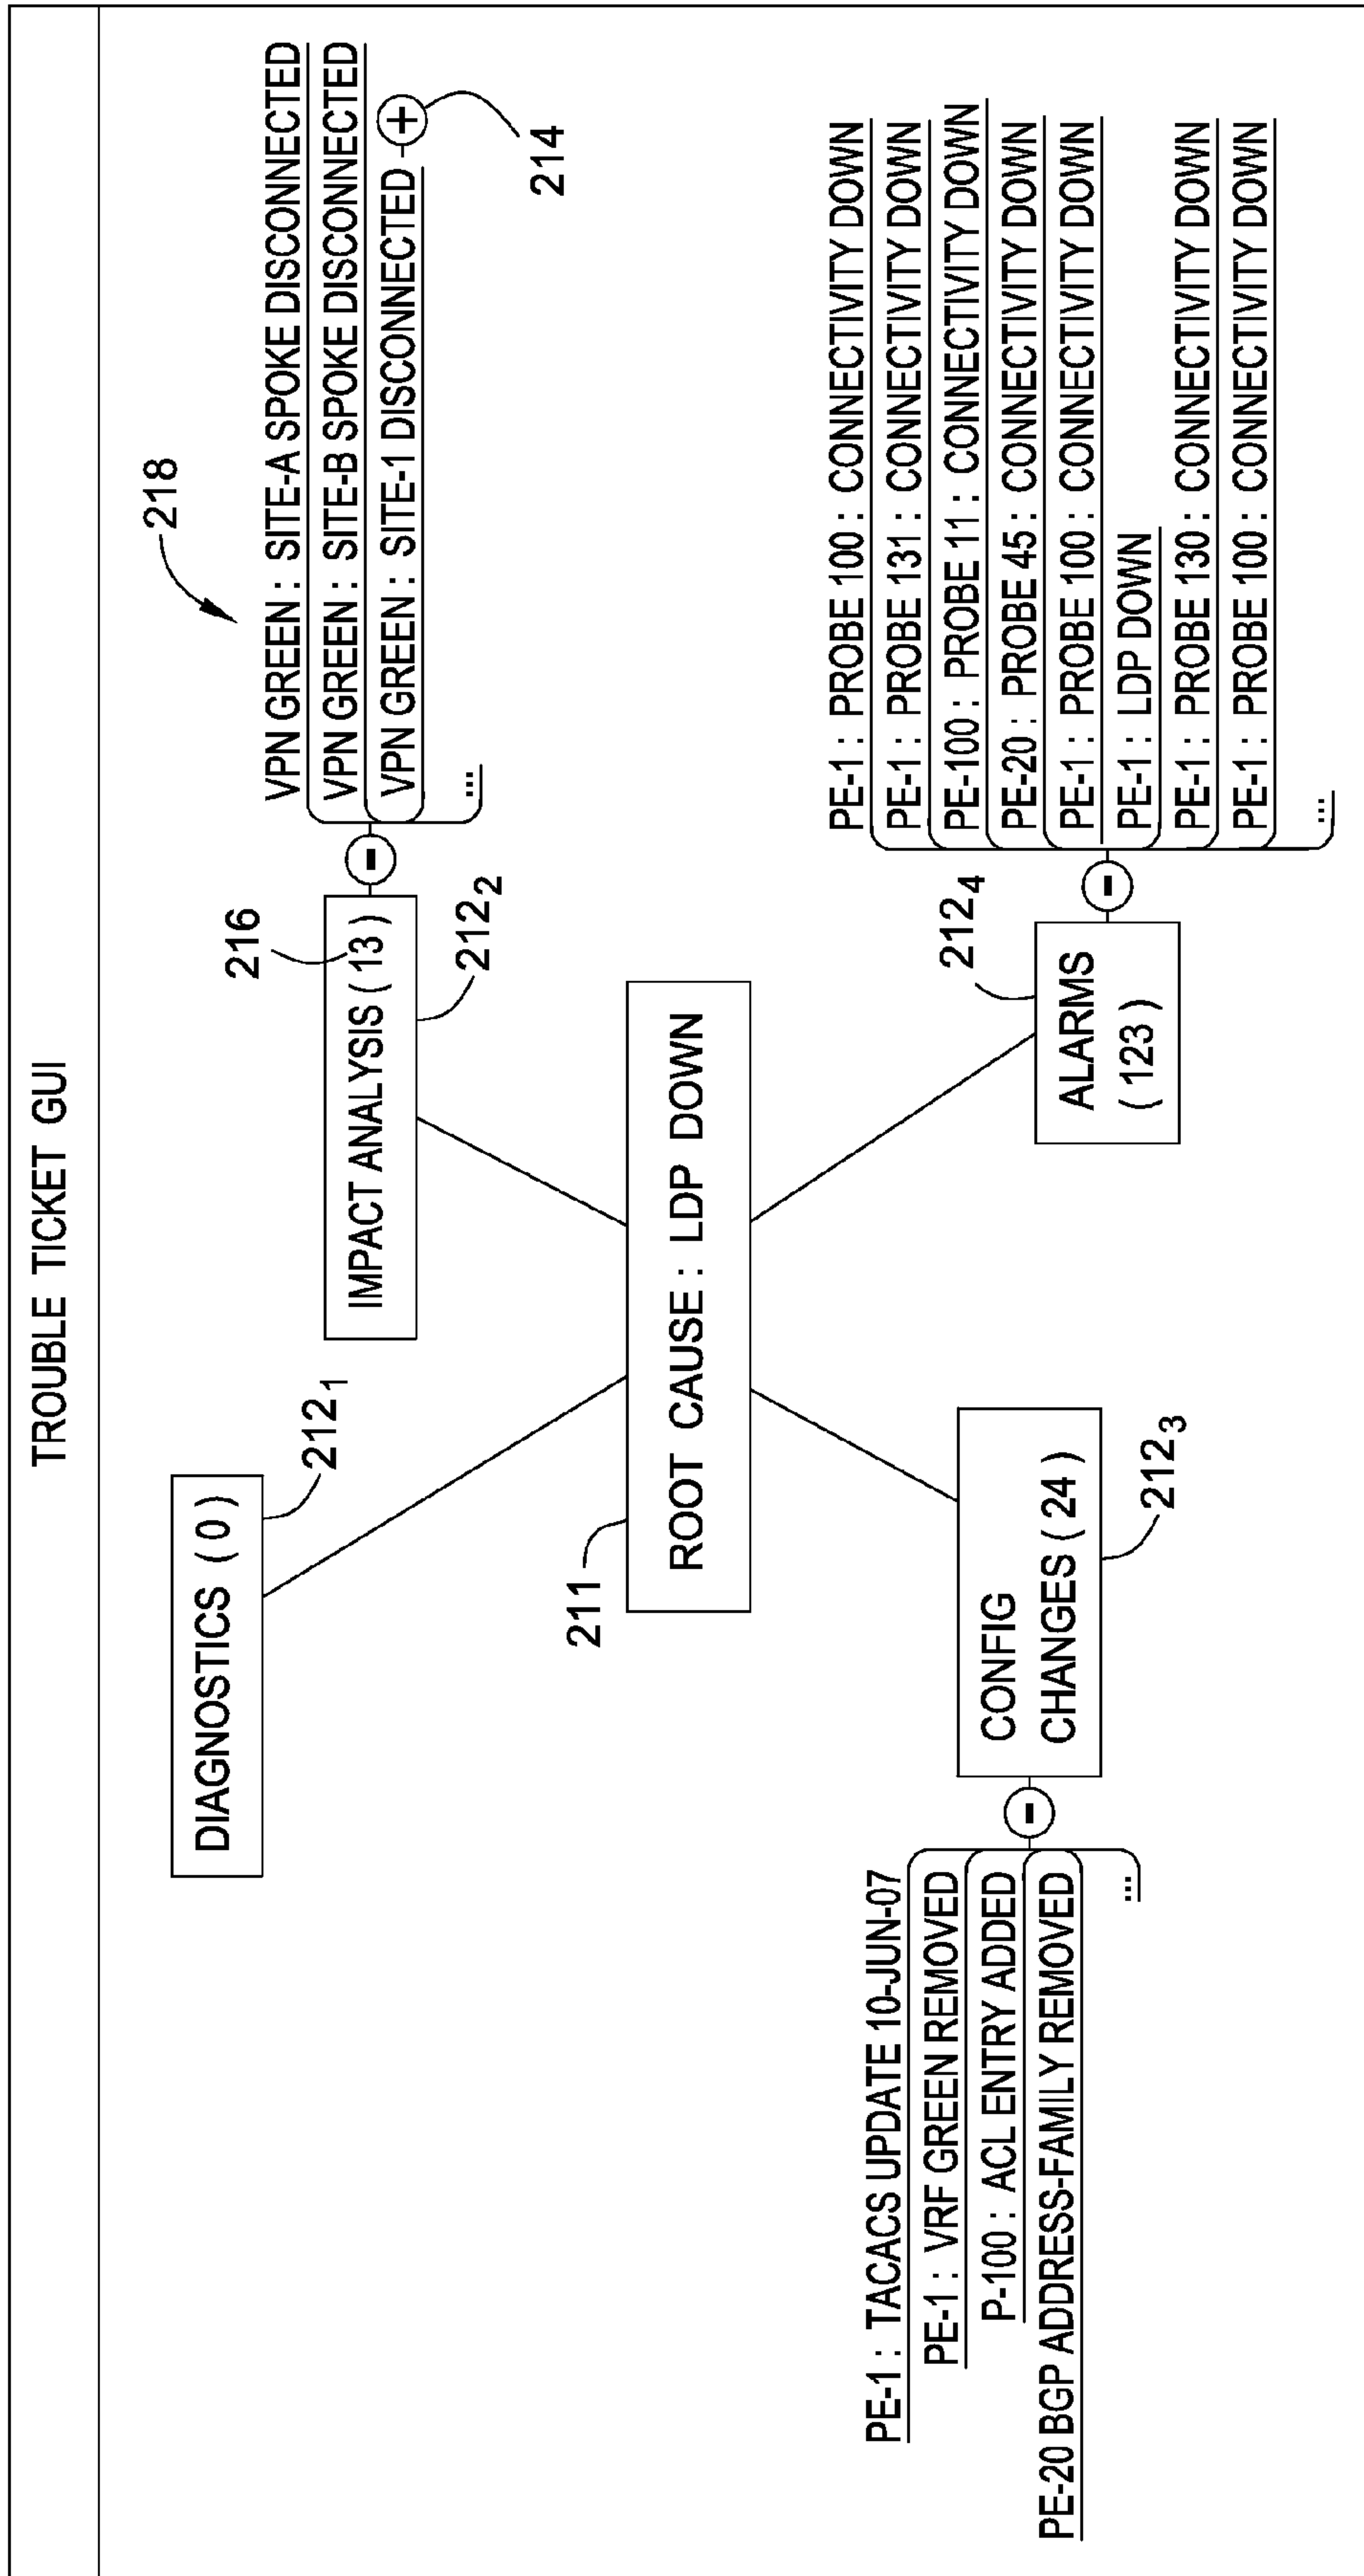 TROUBLE TICKET GUI
DIAGNOSTICS ( 0 )
212₁
216
IMPACT ANALYSIS ( 13 )
212₂
218
VPN GREEN : SITE-A SPOKE DISCONNECTED
VPN GREEN : SITE-B SPOKE DISCONNECTED
VPN GREEN : SITE-1 DISCONNECTED
...
214
211
ROOT CAUSE : LDP DOWN
PE-1 : TACACS UPDATE 10-JUN-07
PE-1 : VRF GREEN REMOVED
P-100 : ACL ENTRY ADDED
PE-20 BGP ADDRESS-FAMILY REMOVED
...
CONFIG
CHANGES ( 24 )
212₃
212₄
ALARMS
( 123 )
PE-1 : PROBE 100 : CONNECTIVITY DOWN
PE-1 : PROBE 131 : CONNECTIVITY DOWN
PE-100 : PROBE 11 : CONNECTIVITY DOWN
PE-20 : PROBE 45 : CONNECTIVITY DOWN
PE-1 : PROBE 100 : CONNECTIVITY DOWN
PE-1 : LDP DOWN
PE-1 : PROBE 130 : CONNECTIVITY DOWN
PE-1 : PROBE 100 : CONNECTIVITY DOWN
...